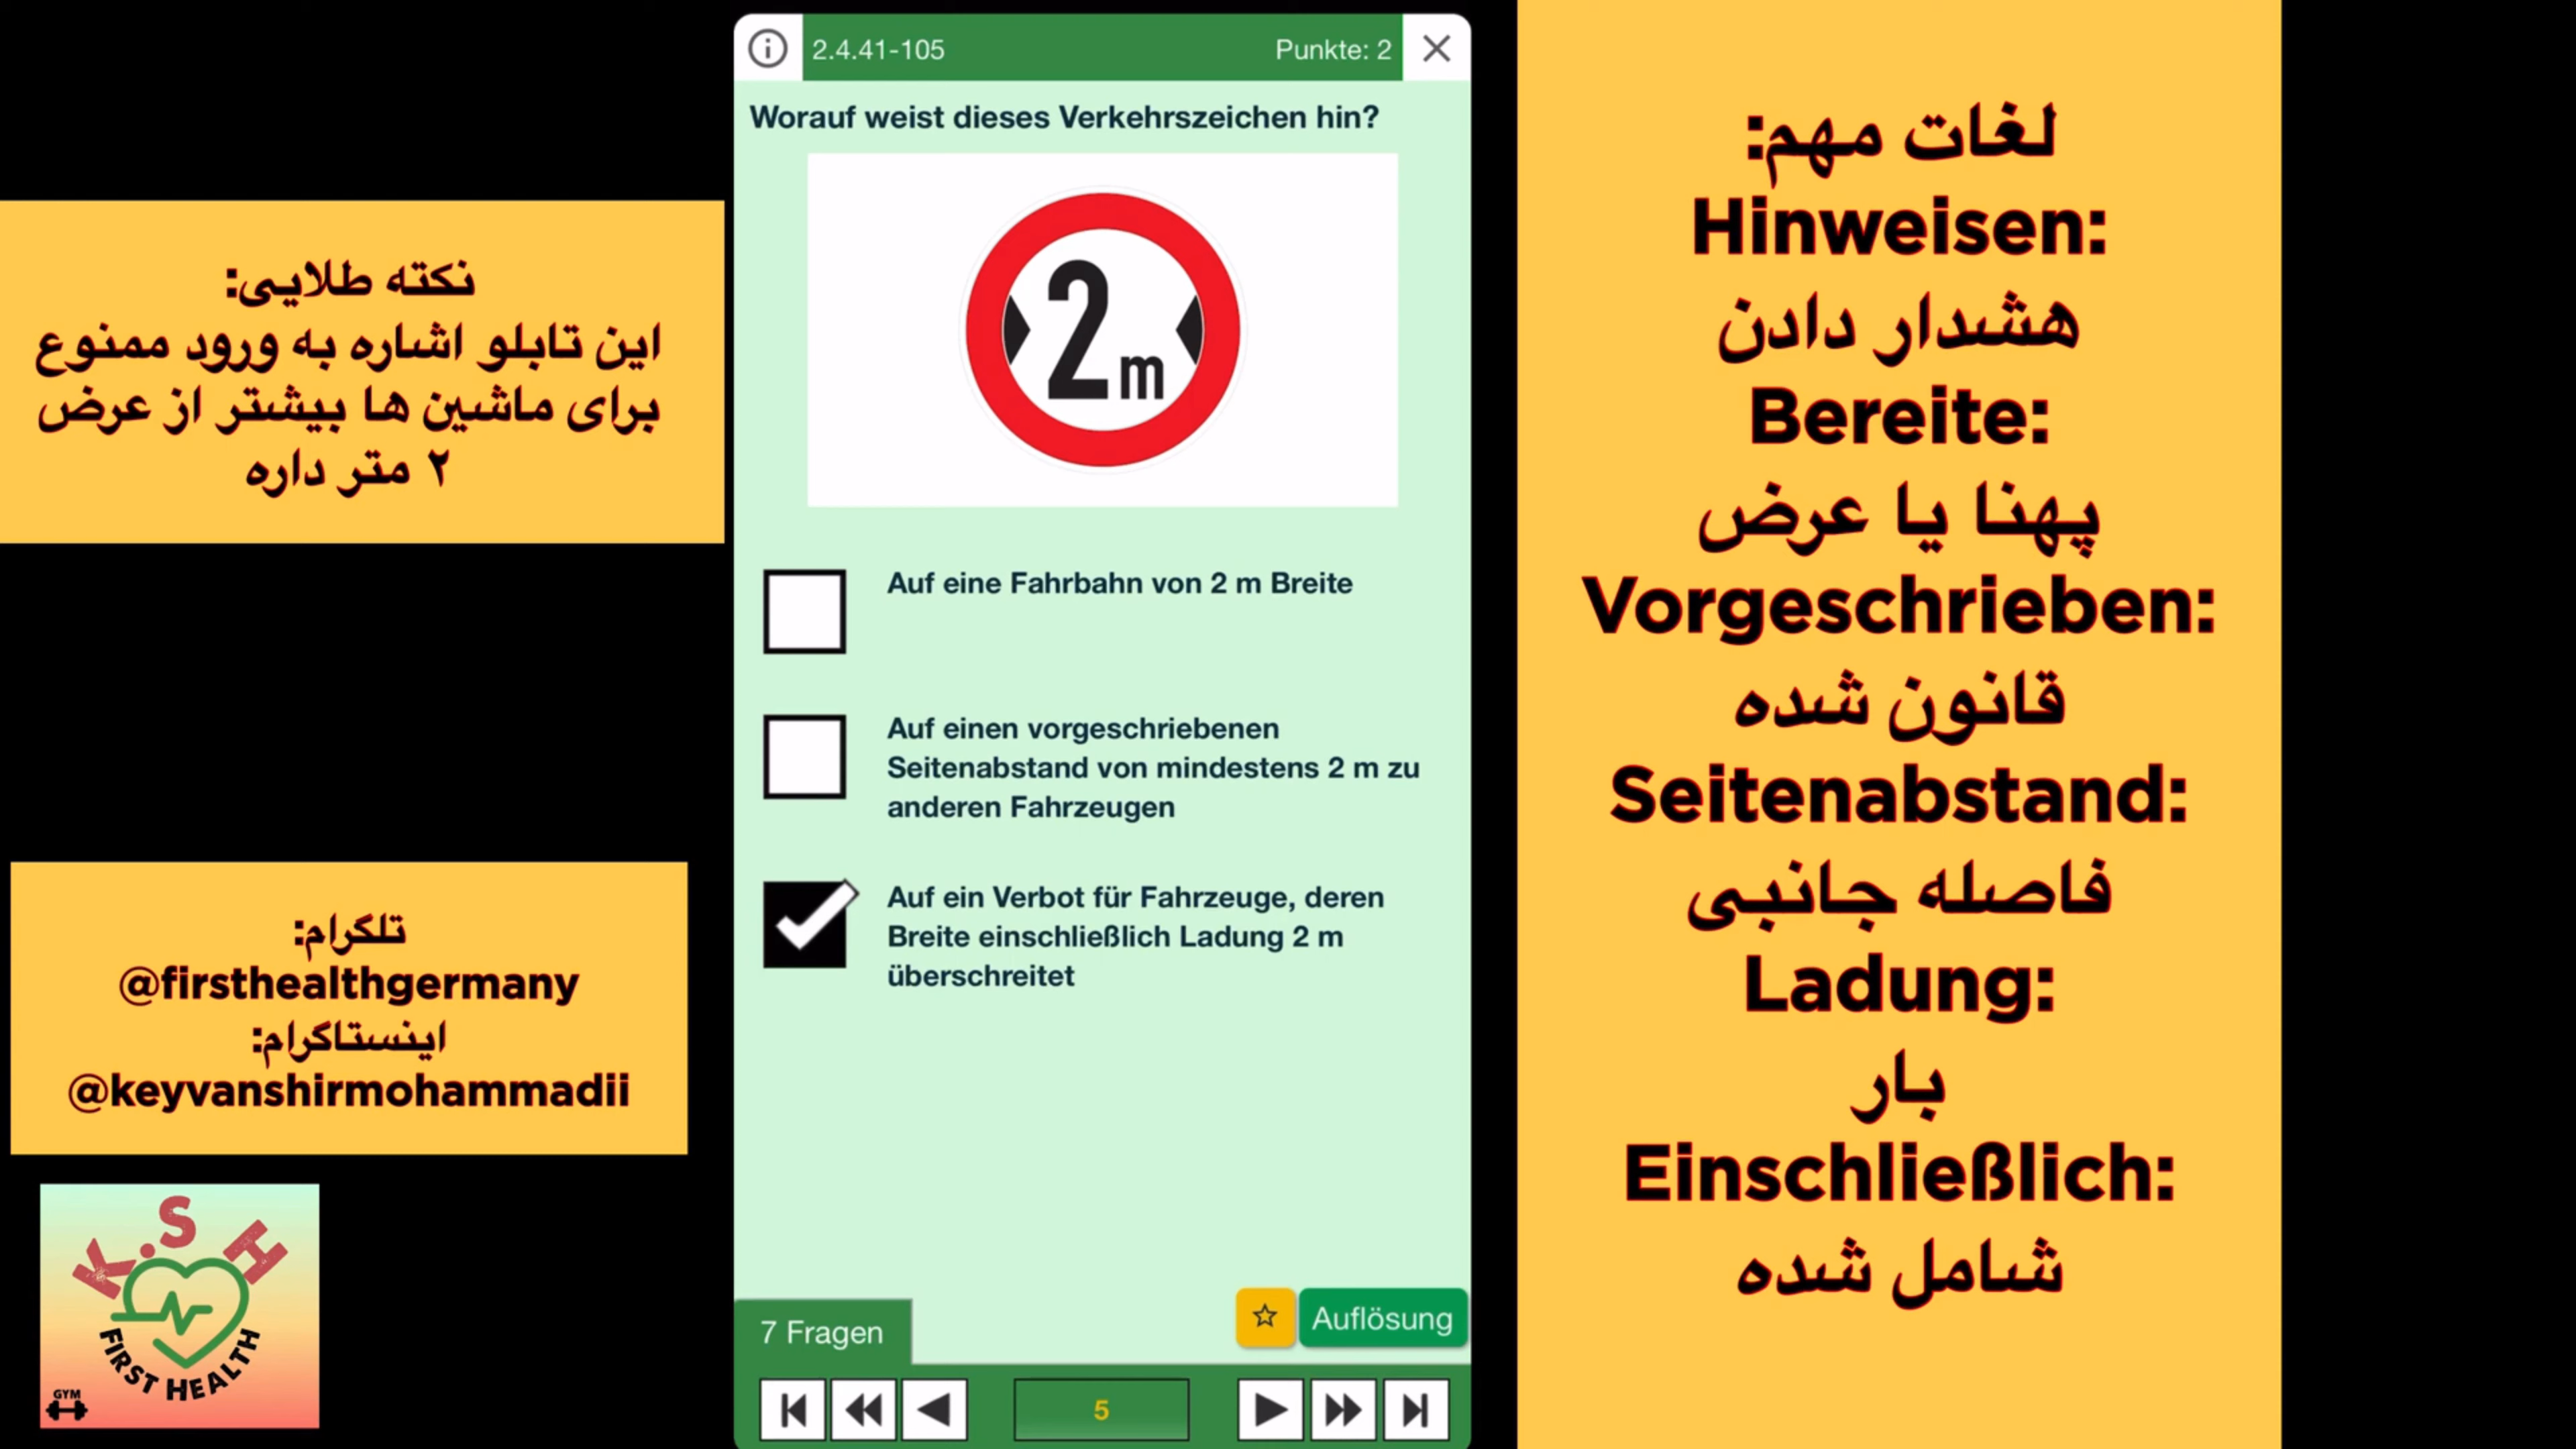 2.4.41-105
Punkte: 2
Worauf weist dieses Verkehrszeichen hin?
2 m
Auf eine Fahrbahn von 2 m Breite
Auf einen vorgeschriebenen
Seitenabstand von mindestens 2 m zu
anderen Fahrzeugen
Auf ein Verbot für Fahrzeuge, deren
Breite einschließlich Ladung 2 m
überschreitet
7 Fragen
Auflösung
5
نکته طلایی:
این تابلو اشاره به ورود ممنوع
برای ماشین ها بیشتر از عرض
۲ متر داره
تلگرام:
@firsthealthgermany
اینستاگرام:
@keyvanshirmohammadii
K.SH
FIRST HEALTH
GYM
لغات مهم:
Hinweisen:
هشدار دادن
Bereite:
پهنا یا عرض
Vorgeschrieben:
قانون شده
Seitenabstand:
فاصله جانبی
Ladung:
بار
Einschließlich:
شامل شده